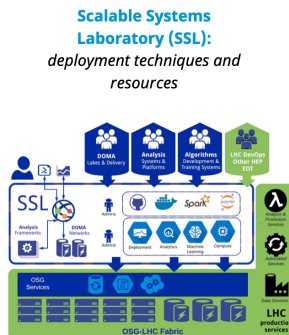 Scalable Systems
Laboratory (SSL):
deployment techniques and
resources
DOMA
Lakes & Delivery
Analysis
Systems &
Platforms
Algorithms
Development &
Training Systems
LHC DevOps
Other HEP
EOT
SSL
Analysis
Frameworks
DOMA
Networks
Admins
Admins
docker
Spark
jupyter
Deployment
Analytics
Machine
Learning
Compute
Analysis &
Production
Services
Automated
Services
Data Services
OSG
Services
LHC
production
services
OSG-LHC Fabric